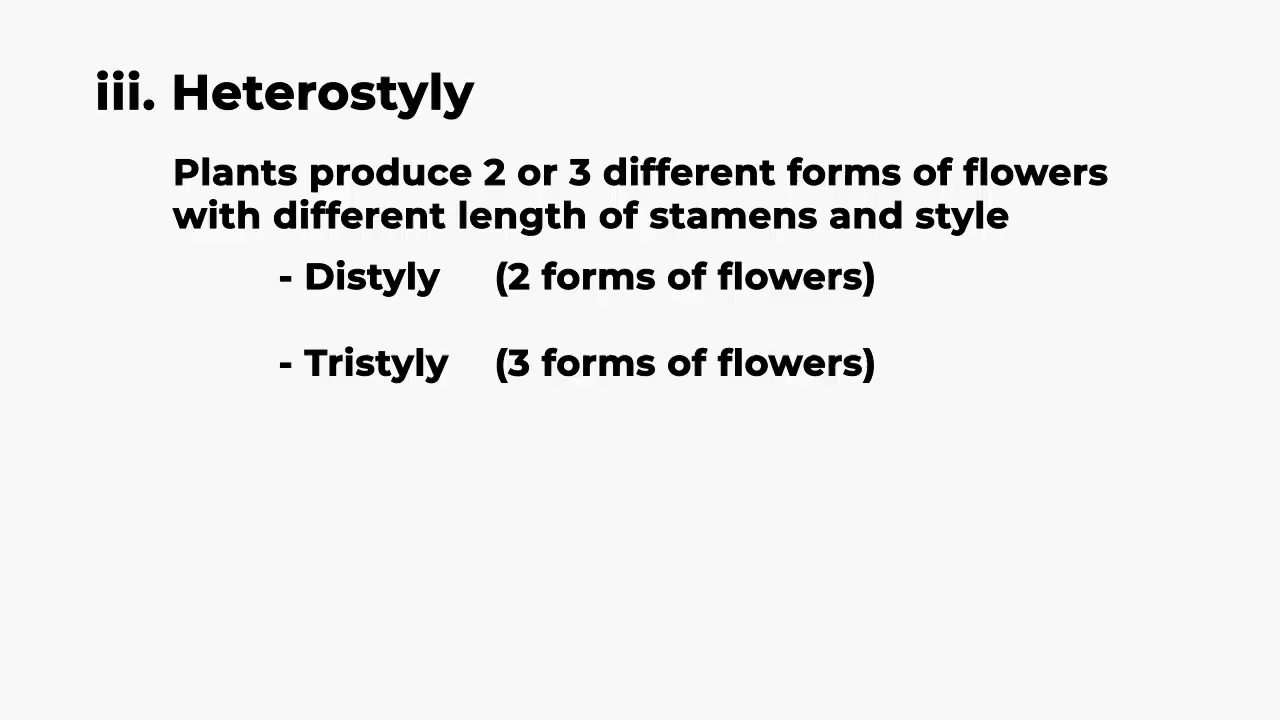 iii. Heterostyly
Plants produce 2 or 3 different forms of flowers
with different length of stamens and style
- Distyly (2 forms of flowers)
- Tristyly (3 forms of flowers)